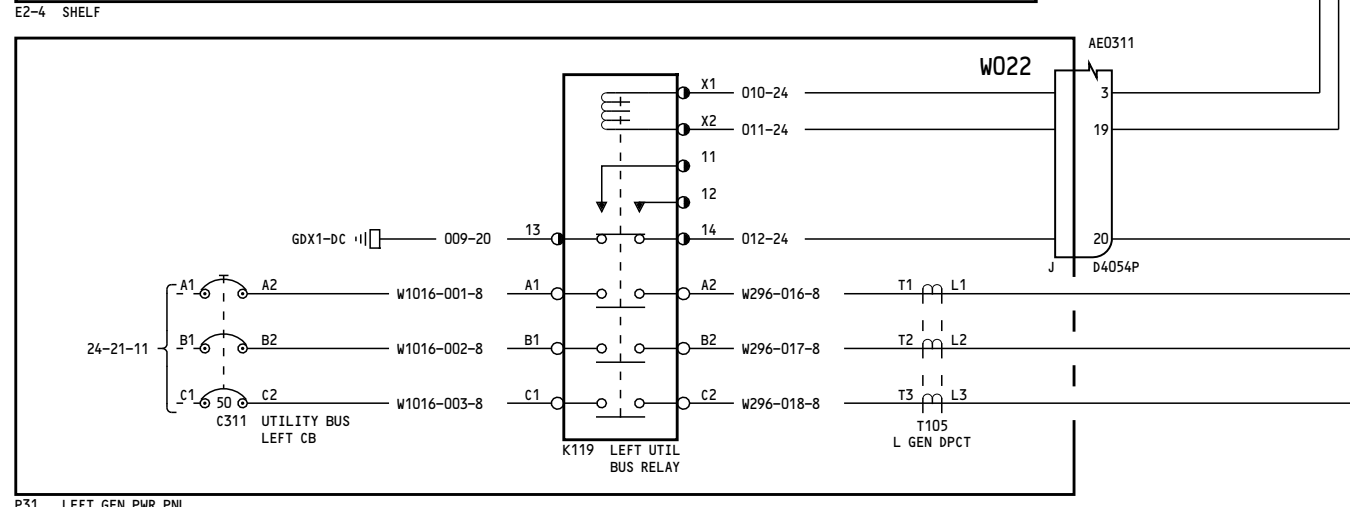 E2-4 SHELF
AE0311
W022
X1 010-24 3
X2 011-24 19
11
12
GDX1-DC 009-20 13 14 012-24 20
J D4054P
A1 A2 W1016-001-8 A1 A2 W296-016-8 T1 L1
24-21-11 B1 B2 W1016-002-8 B1 B2 W296-017-8 T2 L2
C1 50 C2 W1016-003-8 C1 C2 W296-018-8 T3 L3
C311 UTILITY BUS
LEFT CB
T105
L GEN DPCT
K119 LEFT UTIL
BUS RELAY
P31 LEFT GEN PWR PNL